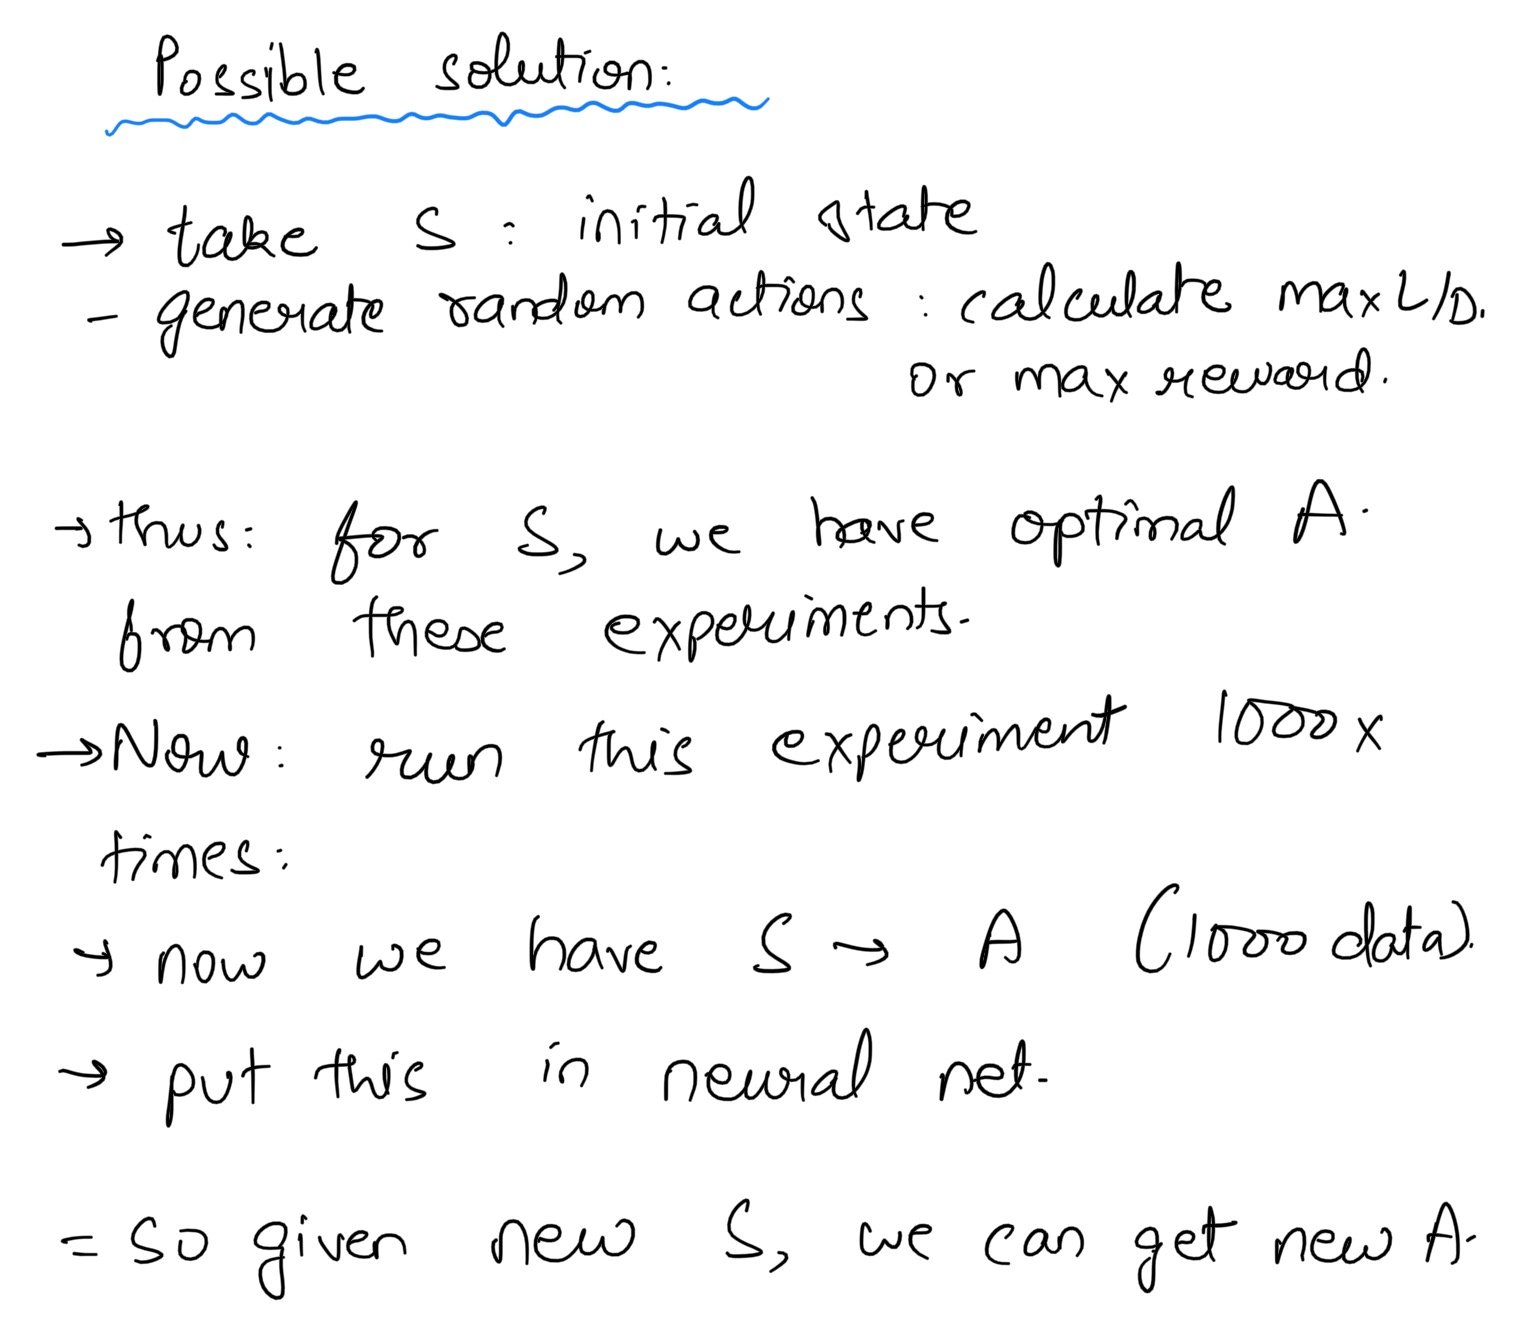 Possible solution:
→ take S : initial state
- generate random actions : calculate max L/D.
or max reward.
→ thus: for S, we have optimal A.
from these experiments.
→ Now: run this experiment 1000 x
times:
→ now we have S → A (1000 data).
→ put this in neural net.
= so given new S, we can get new A.